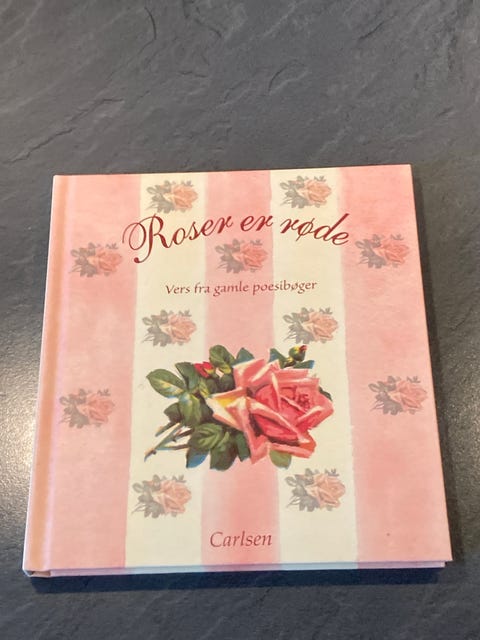 Roser er røde
Vers fra gamle poesibøger
Carlsen